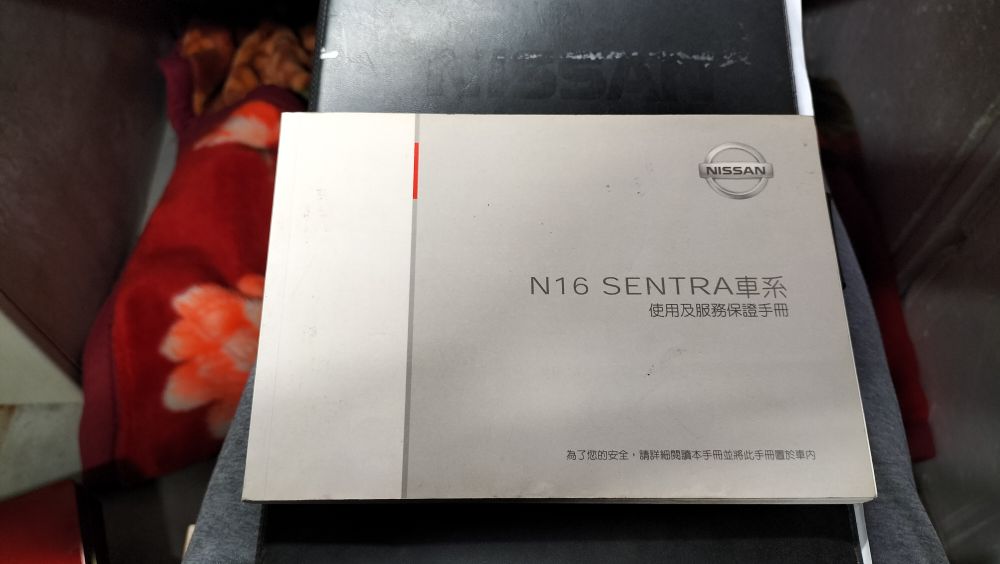 NISSAN
NISSAN
N16 SENTRA車系
使用及服務保證手冊
為了您的安全，請詳細閱讀本手冊並將此手冊置於車內